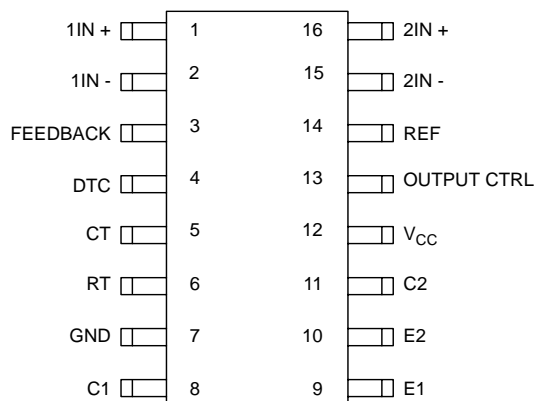 1IN + 1 16 2IN +
1IN - 2 15 2IN -
FEEDBACK 3 14 REF
DTC 4 13 OUTPUT CTRL
CT 5 12 VCC
RT 6 11 C2
GND 7 10 E2
C1 8 9 E1